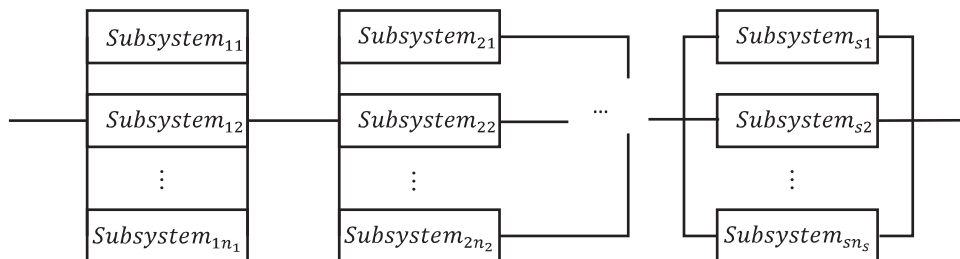 Subsystem₁₁
Subsystem₁₂
⋮
Subsystem₁ₙ₁
Subsystem₂₁
Subsystem₂₂
⋮
Subsystem₂ₙ₂
...
Subsystemₛ₁
Subsystemₛ₂
⋮
Subsystemₛₙₛ